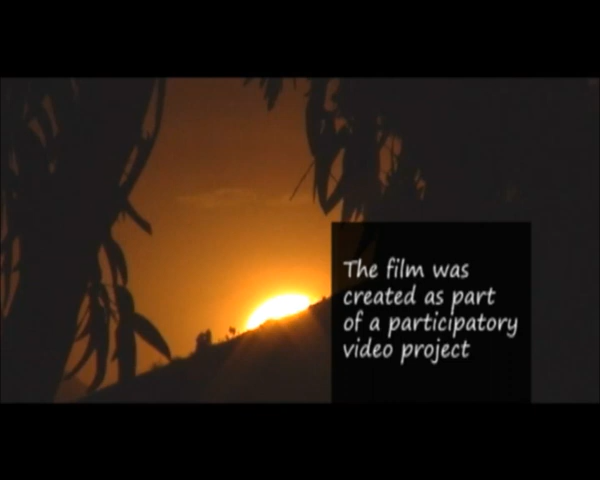 The film was
created as part
of a participatory
video project